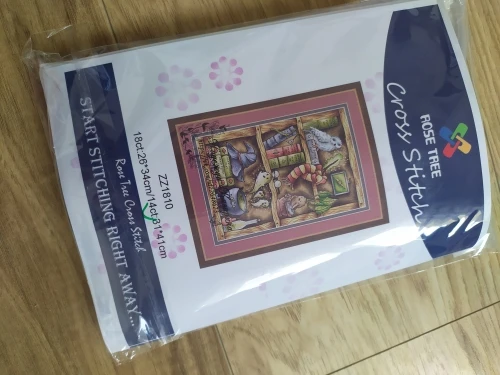 ROSE TREE
Cross Stitch
ZZ1810
18ct:26*34cm/14ct:31*41cm
Rose Tree Cross Stitch
START STITCHING RIGHT AWAY...